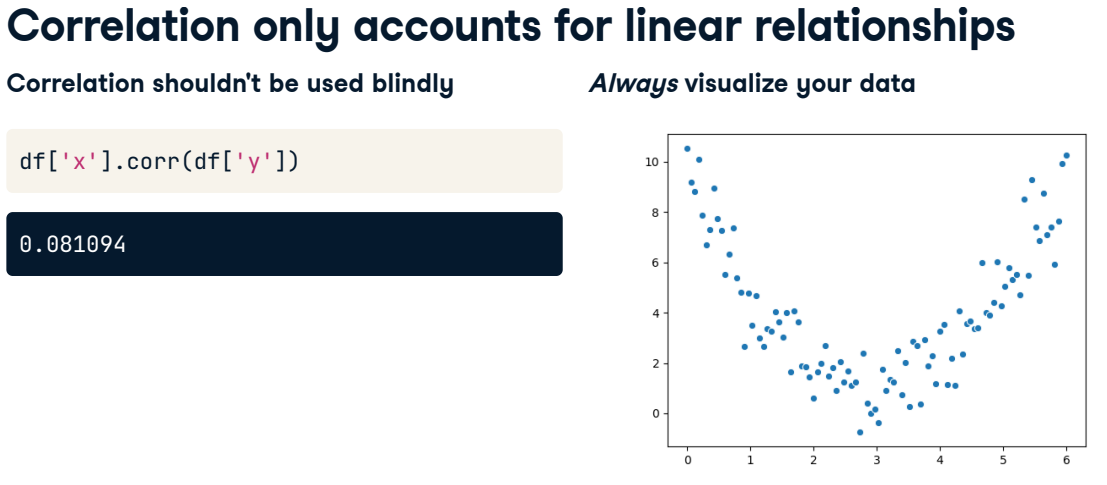 Correlation only accounts for linear relationships
Correlation shouldn't be used blindly
df['x'].corr(df['y'])
0.081094
Always visualize your data
10
8
6
4
2
0
0 1 2 3 4 5 6